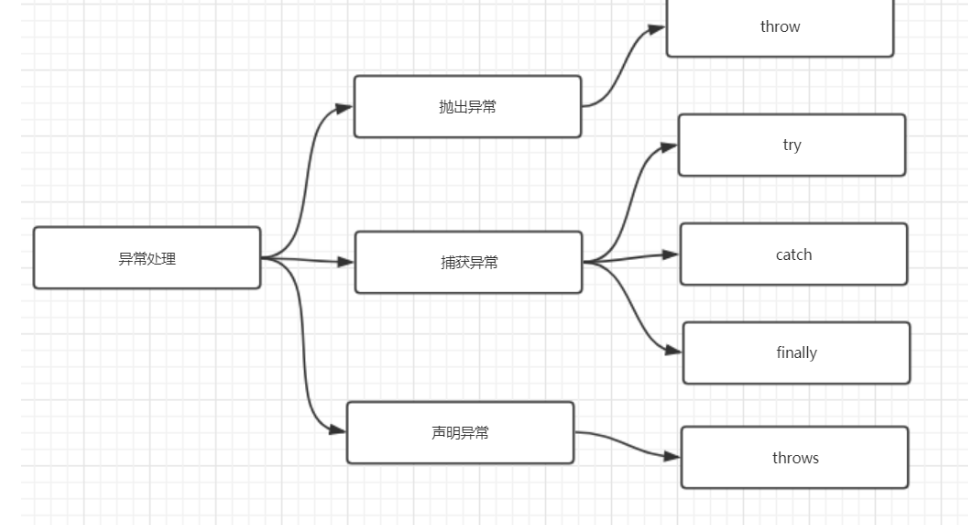 异常处理
抛出异常
throw
捕获异常
try
catch
finally
声明异常
throws